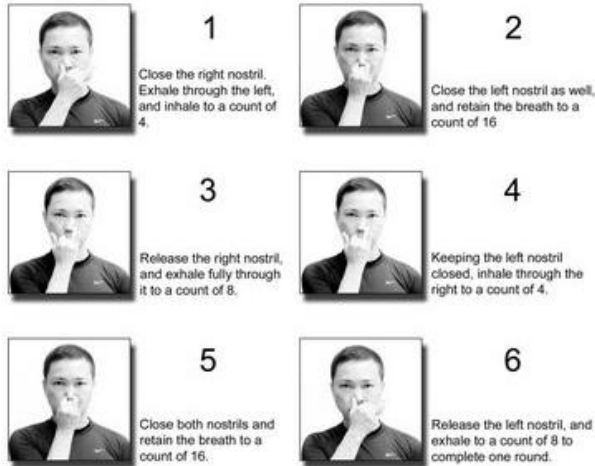 1
Close the right nostril.
Exhale through the left,
and inhale to a count of
4.
2
Close the left nostril as well,
and retain the breath to a
count of 16
3
Release the right nostril,
and exhale fully through
it to a count of 8.
4
Keeping the left nostril
closed, inhale through the
right to a count of 4.
5
Close both nostrils and
retain the breath to a
count of 16.
6
Release the left nostril, and
exhale to a count of 8 to
complete one round.